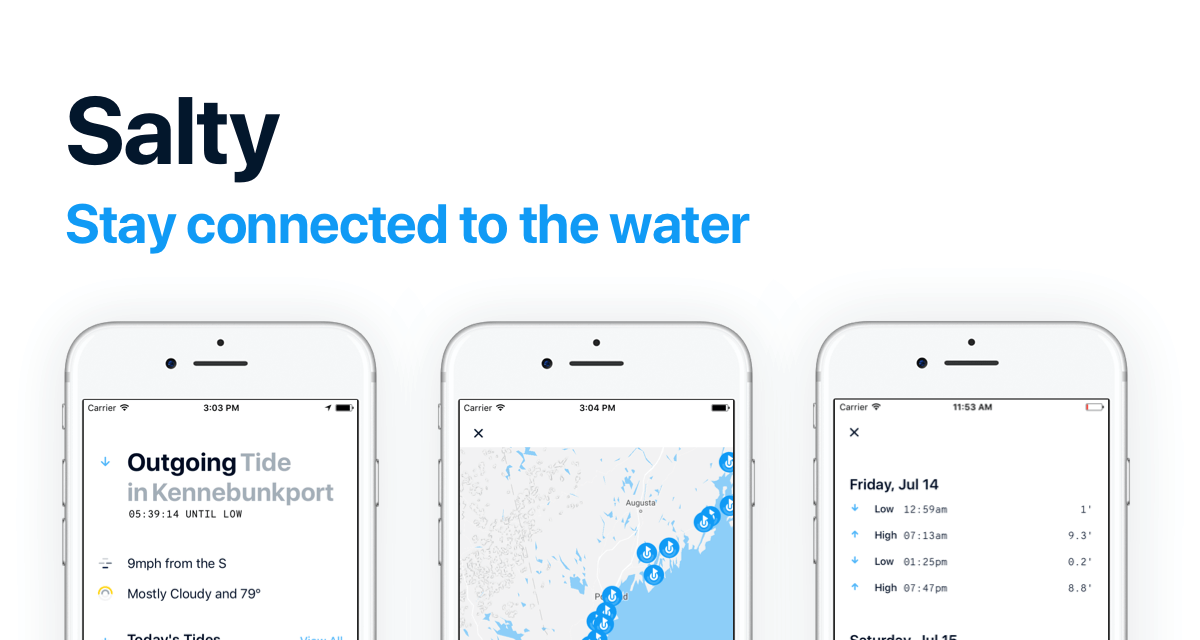 Salty
Stay connected to the water
Carrier 3:03 PM
Outgoing Tide
in Kennebunkport
05:39:14 UNTIL LOW
9mph from the S
Mostly Cloudy and 79°
Today's Tides View All
Carrier 3:04 PM
Augusta
Carrier 11:53 AM
Friday, Jul 14
Low 12:59am 1'
High 07:13am 9.3'
Low 01:25pm 0.2'
High 07:47pm 8.8'
Saturday, Jul 15